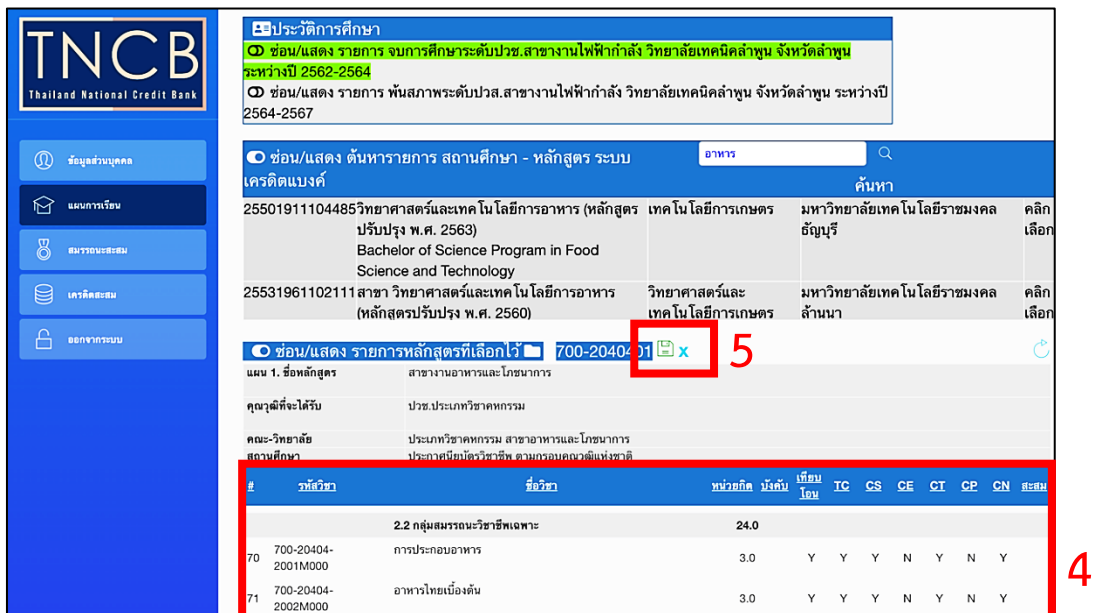 TNCB
Thailand National Credit Bank
ข้อมูลส่วนบุคคล
แผนการเรียน
สมรรถนะสะสม
เครดิตสะสม
ออกจากระบบ
ประวัติการศึกษา
ซ่อน/แสดง รายการ จบการศึกษาระดับปวช.สาขางานไฟฟ้ากำลัง วิทยาลัยเทคนิคลำพูน จังหวัดลำพูน
ระหว่างปี 2562-2564
ซ่อน/แสดง รายการ พ้นสภาพระดับปวส.สาขางานไฟฟ้ากำลัง วิทยาลัยเทคนิคลำพูน จังหวัดลำพูน ระหว่างปี
2564-2567
ซ่อน/แสดง ค้นหารายการ สถานศึกษา - หลักสูตร ระบบ
เครดิตแบงค์
อาหาร
ค้นหา
25501911104485 วิทยาศาสตร์และเทคโนโลยีการอาหาร (หลักสูตร เทคโนโลยีการเกษตร มหาวิทยาลัยเทคโนโลยีราชมงคล คลิก
ปรับปรุง พ.ศ. 2563) ธัญบุรี เลือก
Bachelor of Science Program in Food
Science and Technology
25531961102111 สาขา วิทยาศาสตร์และเทคโนโลยีการอาหาร วิทยาศาสตร์และ มหาวิทยาลัยเทคโนโลยีราชมงคล คลิก
(หลักสูตรปรับปรุง พ.ศ. 2560) เทคโนโลยีการเกษตร ล้านนา เลือก
ซ่อน/แสดง รายการหลักสูตรที่เลือกไว้ 700-2040401 x
5
แผน 1. ชื่อหลักสูตร สาขางานอาหารและโภชนาการ
คุณวุฒิที่จะได้รับ ปวช.ประเภทวิชาคหกรรม
คณะ-วิทยาลัย ประเภทวิชาคหกรรม สาขาอาหารและโภชนาการ
สถานศึกษา ประกาศนียบัตรวิชาชีพ ตามกรอบคุณวุฒิแห่งชาติ
# รหัสวิชา ชื่อวิชา หน่วยกิต บังคับ เทียบ TC CS CE CT CP CN สะสม
โอน
2.2 กลุ่มสมรรถนะวิชาชีพเฉพาะ 24.0
70 700-20404- การประกอบอาหาร 3.0 Y Y Y N Y N Y
2001M000
4
71 700-20404- อาหารไทยเบื้องต้น 3.0 Y Y Y N Y N Y
2002M000